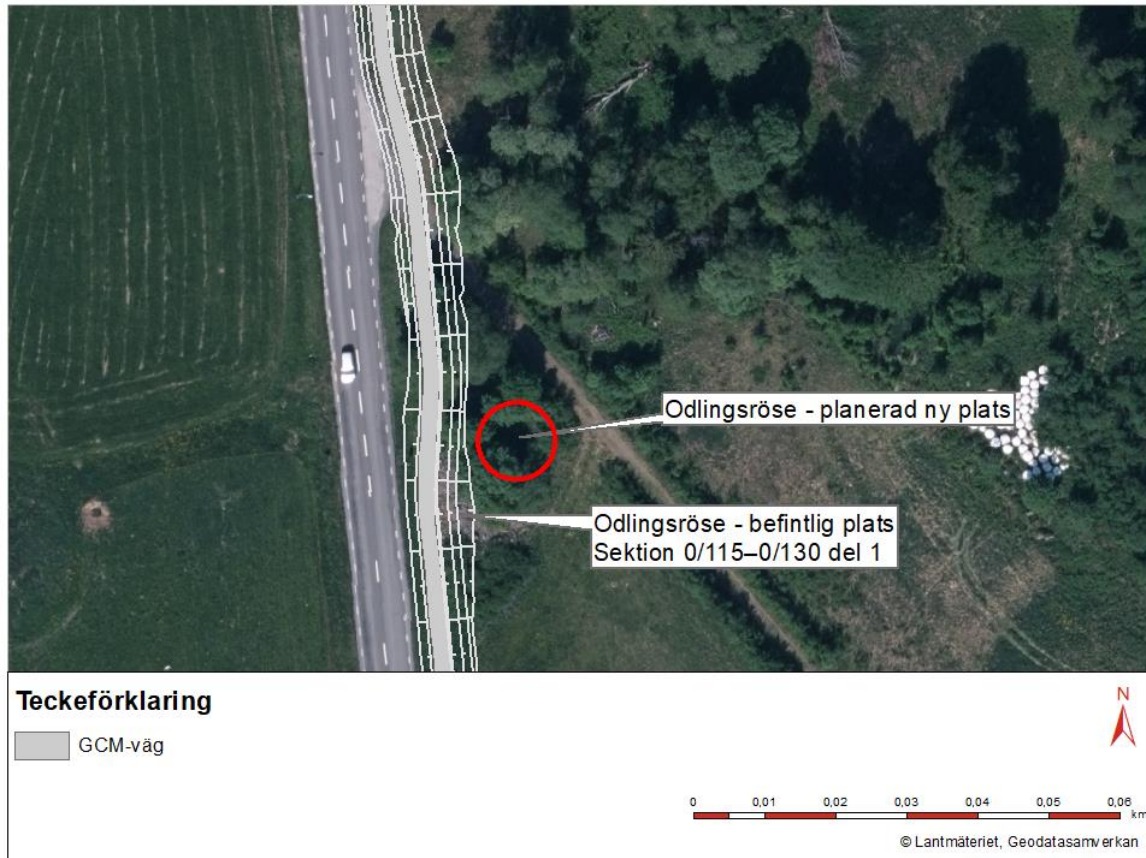 Odlingsröse - planerad ny plats
Odlingsröse - befintlig plats
Sektion 0/115–0/130 del 1
Teckeförklaring
GCM-väg
N
0 0,01 0,02 0,03 0,04 0,05 0,06
km
© Lantmäteriet, Geodatasamverkan